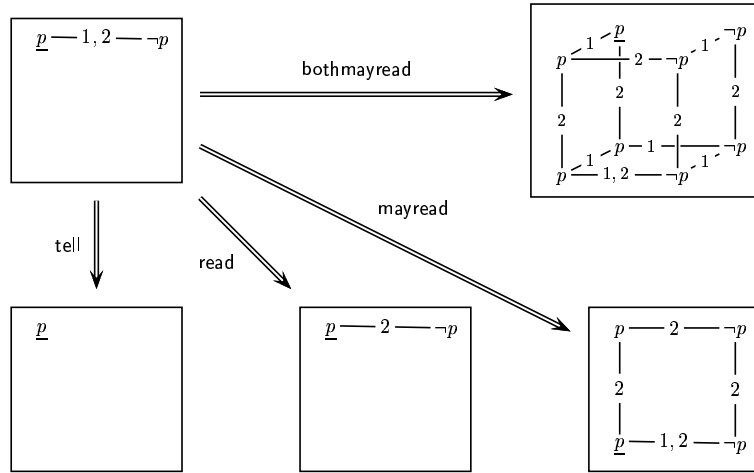 p 1, 2 ¬p
bothmayread
p ¬p
1 1
p 2 ¬p
2 2
2 2
p 1 ¬p
1 1
p 1, 2 ¬p
tell
read
mayread
p
p 2 ¬p
p 2 ¬p
2 2
p 1, 2 ¬p